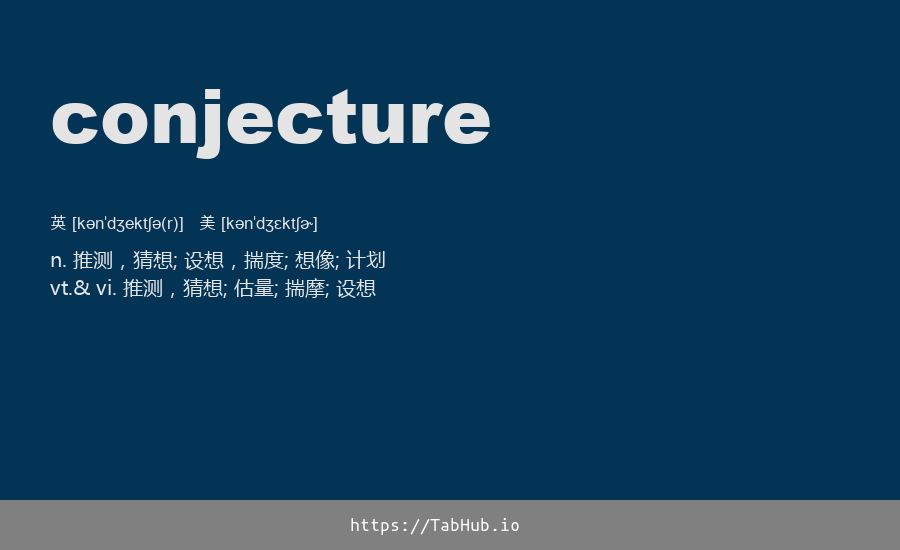 conjecture
英 [kən'dʒektʃə(r)] 美 [kən'dʒɛktʃɚ]
n. 推测，猜想; 设想，揣度; 想像; 计划
vt.& vi. 推测，猜想; 估量; 揣摩; 设想
https://TabHub.io